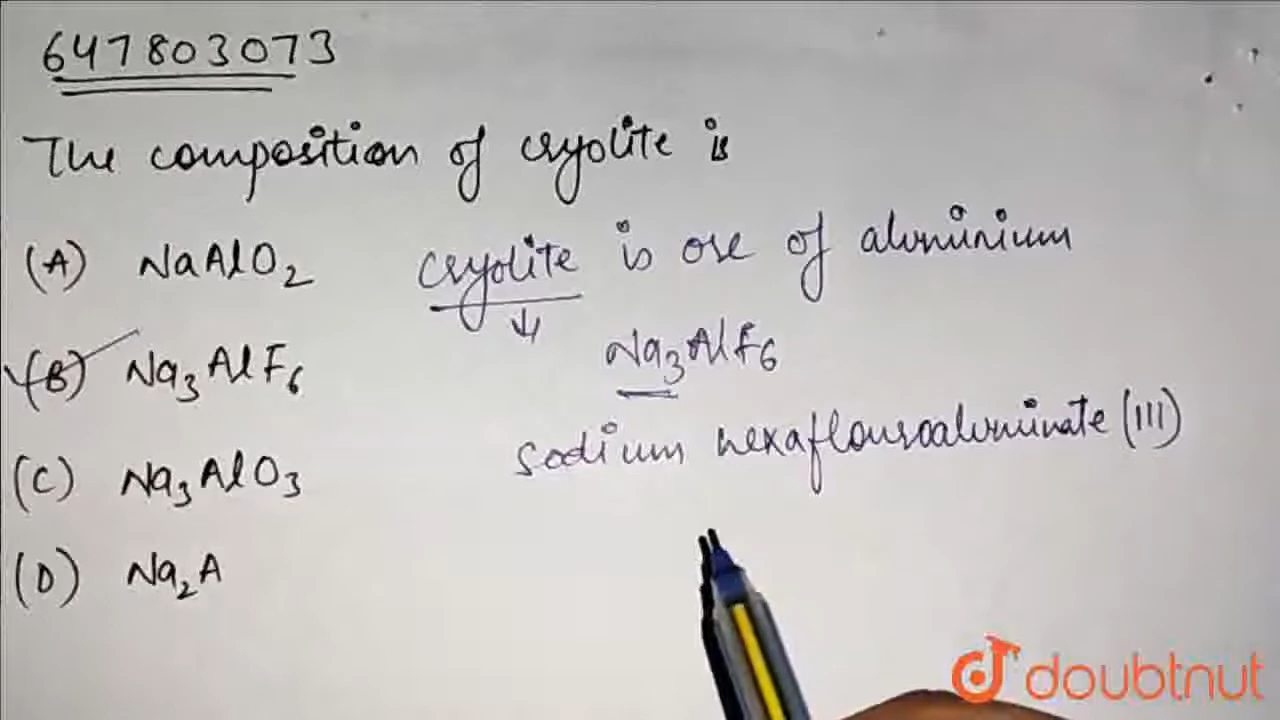 647803073
The composition of cryolite is
(A) NaAlO2
cryolite is ore of aluminium
(B) Na3AlF6
Na3AlF6
sodium hexaflouroaluminate (III)
(C) Na3AlO3
(D) Na2A
doubtnut